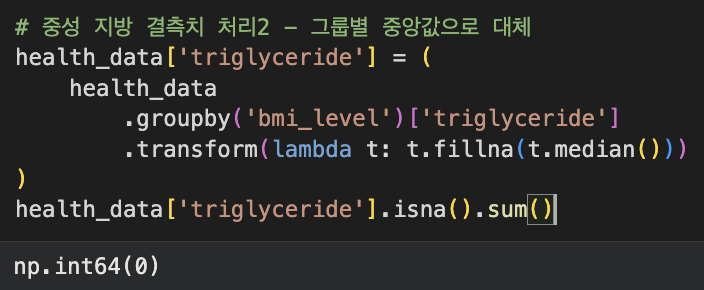 # 중성 지방 결측치 처리2 – 그룹별 중앙값으로 대체
health_data['triglyceride'] = (
    health_data
        .groupby('bmi_level')['triglyceride']
        .transform(lambda t: t.fillna(t.median()))
)
health_data['triglyceride'].isna().sum()
np.int64(0)